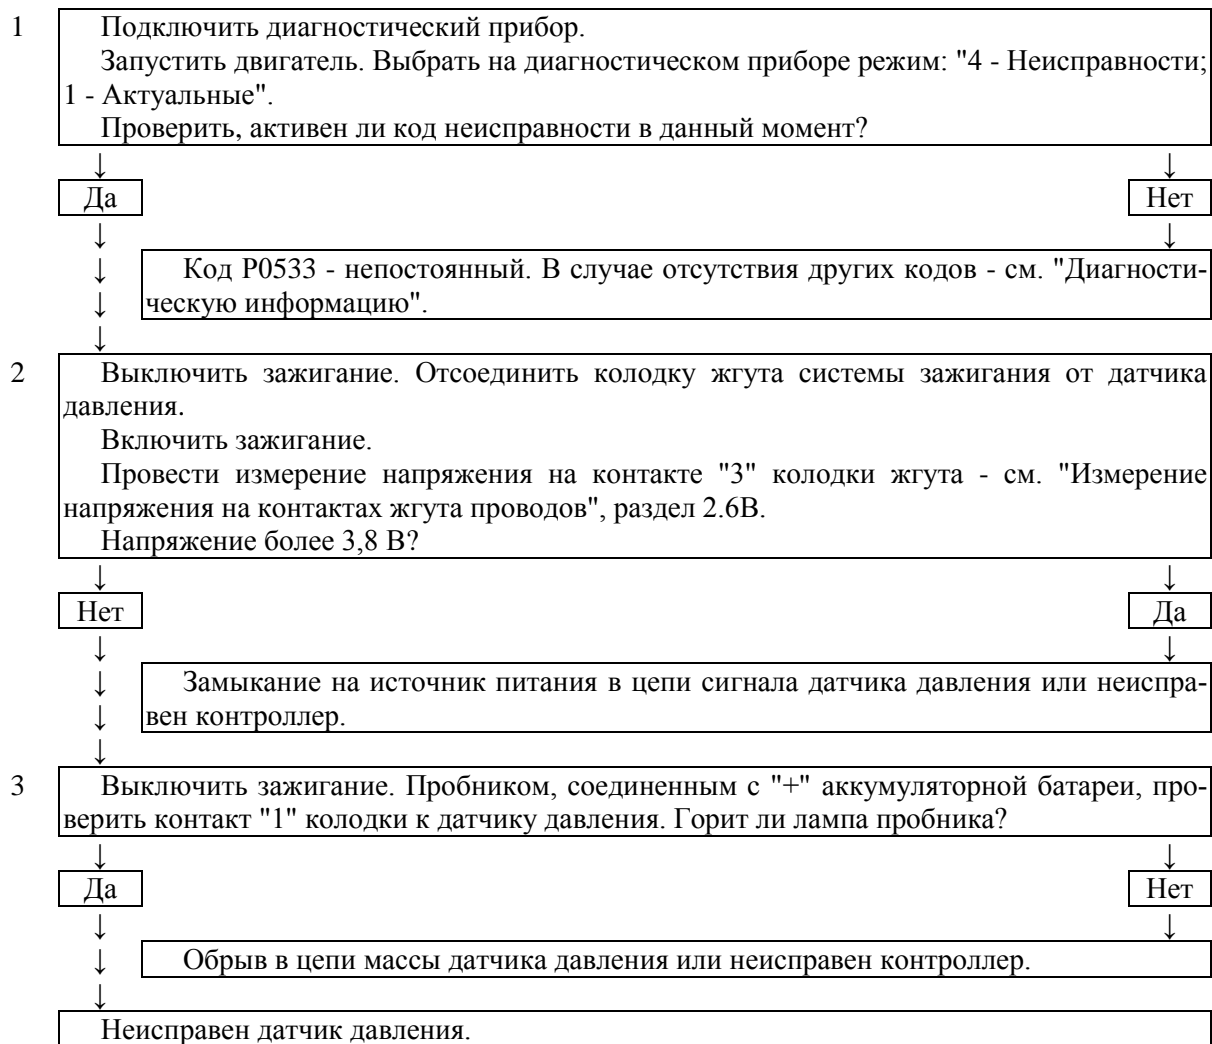 1 Подключить диагностический прибор.
Запустить двигатель. Выбрать на диагностическом приборе режим: "4 - Неисправности;
1 - Актуальные".
Проверить, активен ли код неисправности в данный момент?
↓ ↓
Да Нет
↓ ↓
↓ Код Р0533 - непостоянный. В случае отсутствия других кодов - см. "Диагности-
↓ ческую информацию".
↓
2 Выключить зажигание. Отсоединить колодку жгута системы зажигания от датчика
давления.
Включить зажигание.
Провести измерение напряжения на контакте "3" колодки жгута - см. "Измерение
напряжения на контактах жгута проводов", раздел 2.6В.
Напряжение более 3,8 В?
↓ ↓
Нет Да
↓ ↓
↓ Замыкание на источник питания в цепи сигнала датчика давления или неиспра-
↓ вен контроллер.
↓
3 Выключить зажигание. Пробником, соединенным с "+" аккумуляторной батареи, про-
верить контакт "1" колодки к датчику давления. Горит ли лампа пробника?
↓ ↓
Да Нет
↓ ↓
↓ Обрыв в цепи массы датчика давления или неисправен контроллер.
↓
Неисправен датчик давления.